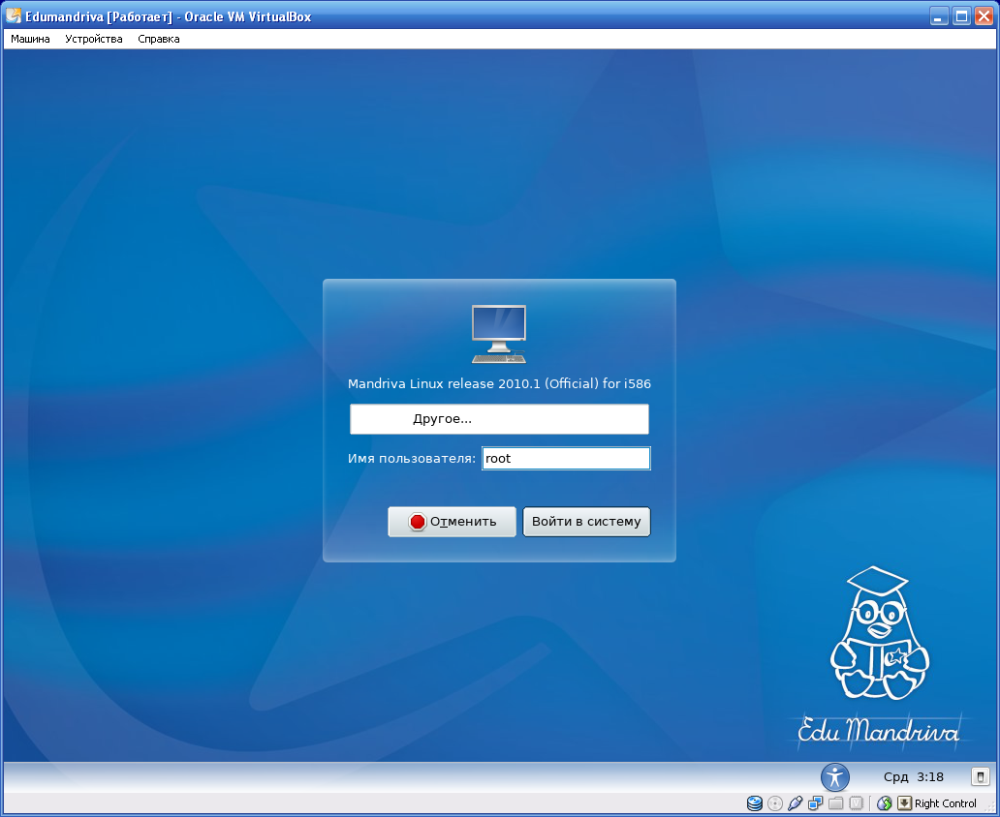 Edumandriva [Работает] - Oracle VM VirtualBox
Машина Устройства Справка
Mandriva Linux release 2010.1 (Official) for i586
Другое...
Имя пользователя: root
Отменить Войти в систему
Edu Mandriva
Срд 3:18
Right Control